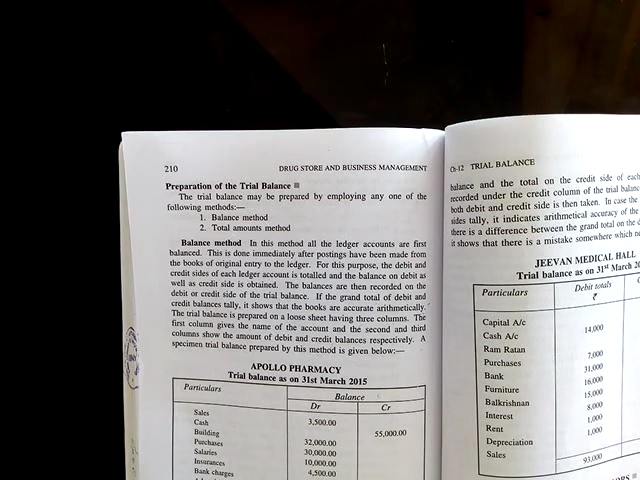 210 DRUG STORE AND BUSINESS MANAGEMENT
Preparation of the Trial Balance
The trial balance may be prepared by employing any one of the
following methods:—
1. Balance method
2. Total amounts method
Balance method In this method all the ledger accounts are first
balanced. This is done immediately after postings have been made from
the books of original entry to the ledger. For this purpose, the debit and
credit sides of each ledger account is totalled and the balance on debit as
well as credit side is obtained. The balances are then recorded on the
debit or credit side of the trial balance. If the grand total of debit and
credit balances tally, it shows that the books are accurate arithmetically.
The trial balance is prepared on a loose sheet having three columns. The
first column gives the name of the account and the second and third
columns show the amount of debit and credit balances respectively. A
specimen trial balance prepared by this method is given below:—
APOLLO PHARMACY
Trial balance as on 31st March 2015
Particulars Balance
Dr Cr
Sales
Cash 3,500.00
Building 55,000.00
Purchases 32,000.00
Salaries 30,000.00
Insurances 10,000.00
Bank charges 4,500.00
Ch-12 TRIAL BALANCE
balance and the total on the credit side of each
recorded under the credit column of the trial balanc
both debit and credit side is then taken. In case the
sides tally, it indicates arithmetical accuracy of the
there is a difference between the grand total on the d
it shows that there is a mistake somewhere which ne
JEEVAN MEDICAL HALL
Trial balance as on 31st March 20
Particulars Debit totals
₹
Capital A/c
Cash A/c 14,000
Ram Ratan
Purchases 7,000
Bank 31,000
Furniture 16,000
Balkrishnan 15,000
Interest 8,000
Rent 1,000
Depreciation 1,000
Sales
93,000